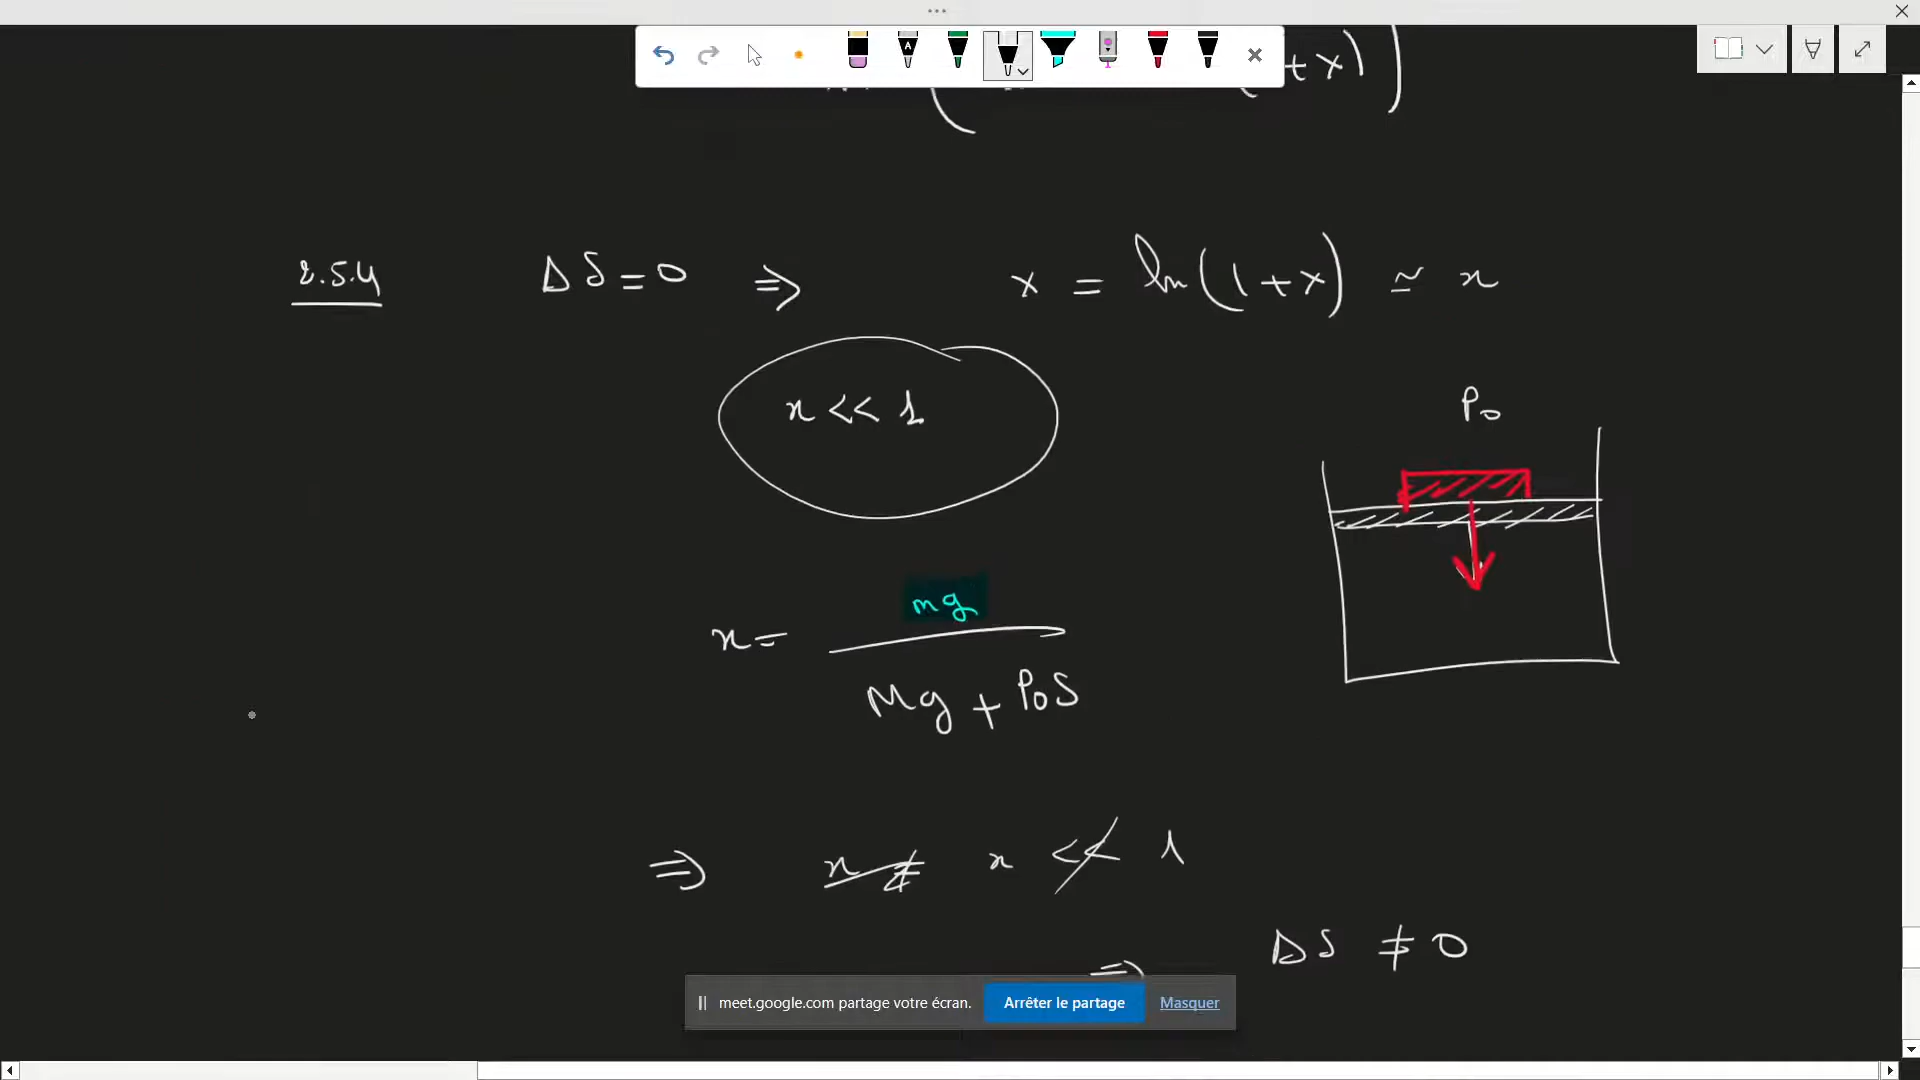 + x)
2.5.4 ΔS = 0 ⇒ x = ln(1+x) ≃ x
x << 1
P₀
mg
x =
Mg + P₀S
⇒ x ≠ x <≮ 1
ΔS ≠ 0
⇒
meet.google.com partage votre écran. Arrêter le partage Masquer